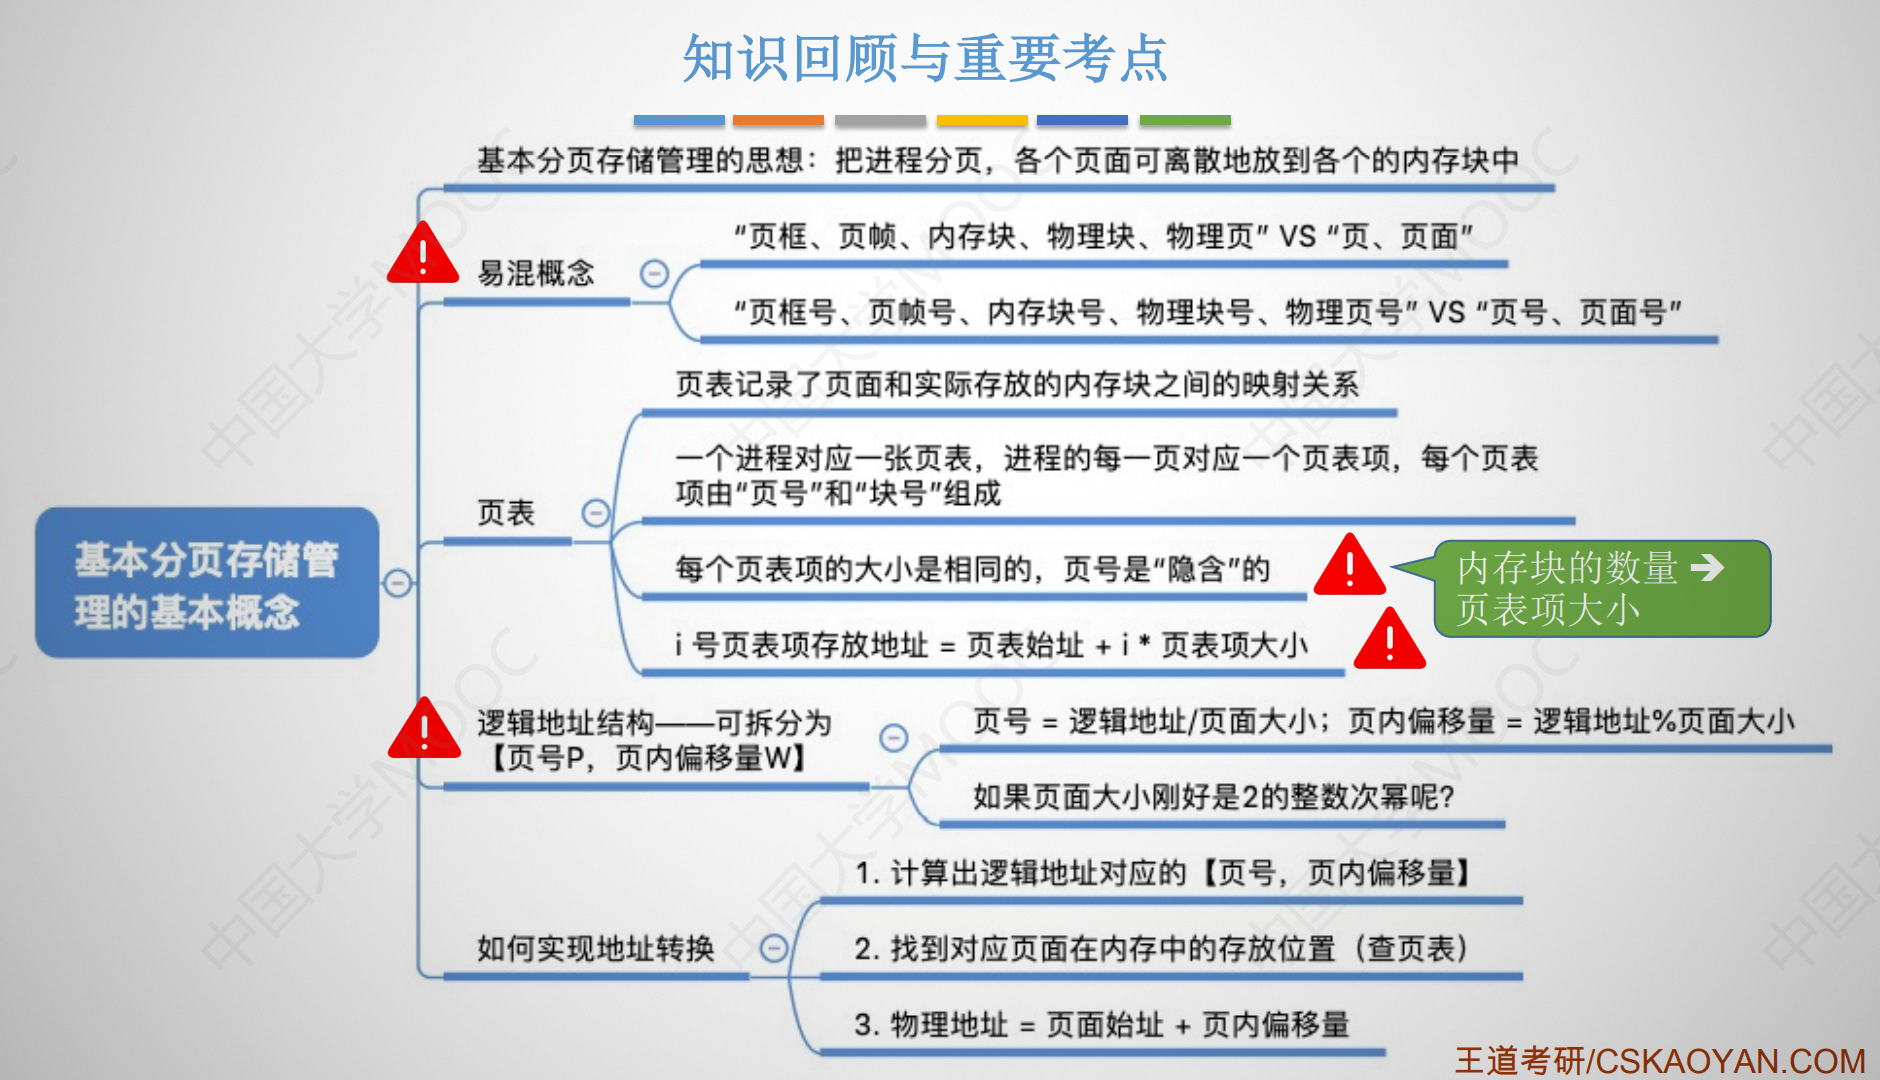 知识回顾与重要考点
基本分页存储管理的思想：把进程分页，各个页面可离散地放到各个的内存块中
易混概念
“页框、页帧、内存块、物理块、物理页” VS “页、页面”
“页框号、页帧号、内存块号、物理块号、物理页号” VS “页号、页面号”
页表
页表记录了页面和实际存放的内存块之间的映射关系
一个进程对应一张页表，进程的每一页对应一个页表项，每个页表
项由“页号”和“块号”组成
每个页表项的大小是相同的，页号是“隐含”的
内存块的数量 ➔
页表项大小
i 号页表项存放地址 = 页表始址 + i * 页表项大小
基本分页存储管
理的基本概念
逻辑地址结构——可拆分为
【页号P，页内偏移量W】
页号 = 逻辑地址/页面大小；页内偏移量 = 逻辑地址%页面大小
如果页面大小刚好是2的整数次幂呢？
如何实现地址转换
1. 计算出逻辑地址对应的【页号，页内偏移量】
2. 找到对应页面在内存中的存放位置（查页表）
3. 物理地址 = 页面始址 + 页内偏移量
王道考研/CSKAOYAN.COM
中国大学MOOC